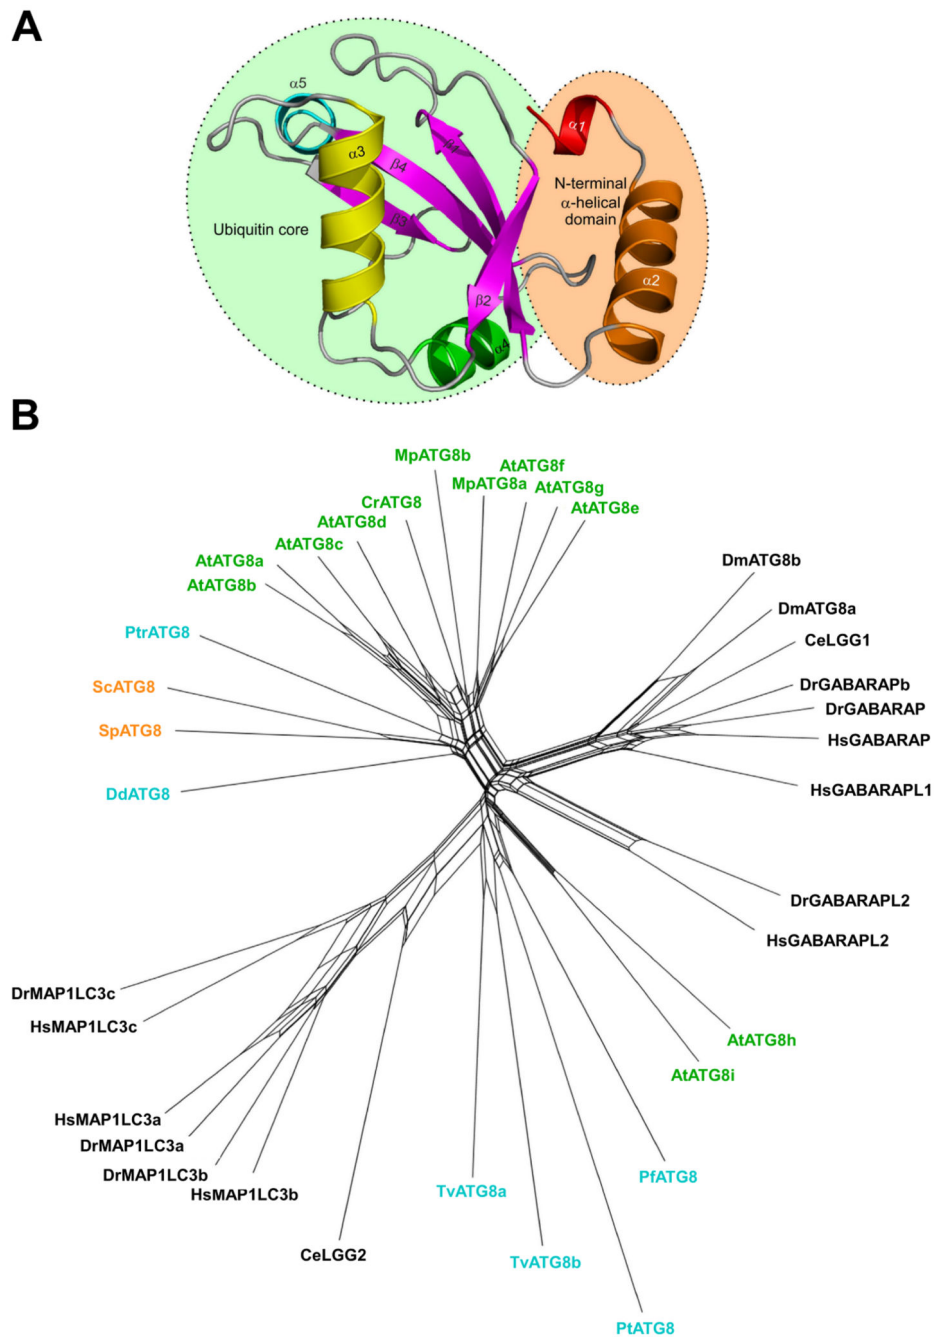 A
α5
α3
β1
β4
α1
N-terminal
α-helical
domain
β3
Ubiquitin core
α2
β2
α4
B
MpATG8b
AtATG8f
MpATG8a
AtATG8g
CrATG8
AtATG8e
AtATG8d
AtATG8c
AtATG8a
DmATG8b
AtATG8b
DmATG8a
PtrATG8
CeLGG1
ScATG8
DrGABARAPb
DrGABARAP
SpATG8
HsGABARAP
DdATG8
HsGABARAPL1
DrGABARAPL2
HsGABARAPL2
DrMAP1LC3c
HsMAP1LC3c
AtATG8h
AtATG8i
HsMAP1LC3a
DrMAP1LC3a
DrMAP1LC3b
HsMAP1LC3b
TvATG8a
PfATG8
CeLGG2
TvATG8b
PtATG8